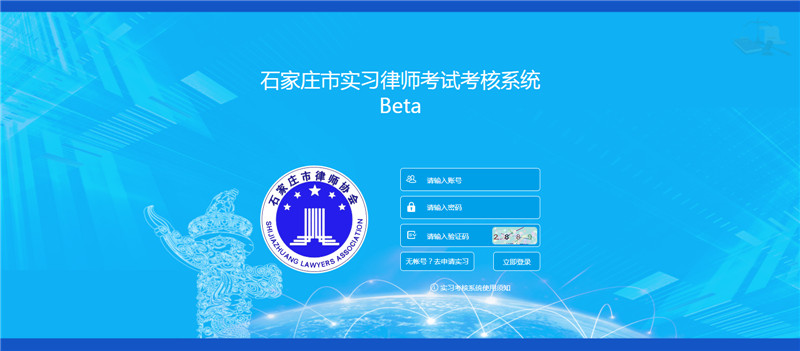 石家庄市实习律师考试考核系统
Beta
石家庄市律师协会
SHIJIAZHUANG LAWYERS ASSOCIATION
请输入账号
请输入密码
请输入验证码
无帐号？去申请实习
立即登录
实习考核系统使用须知